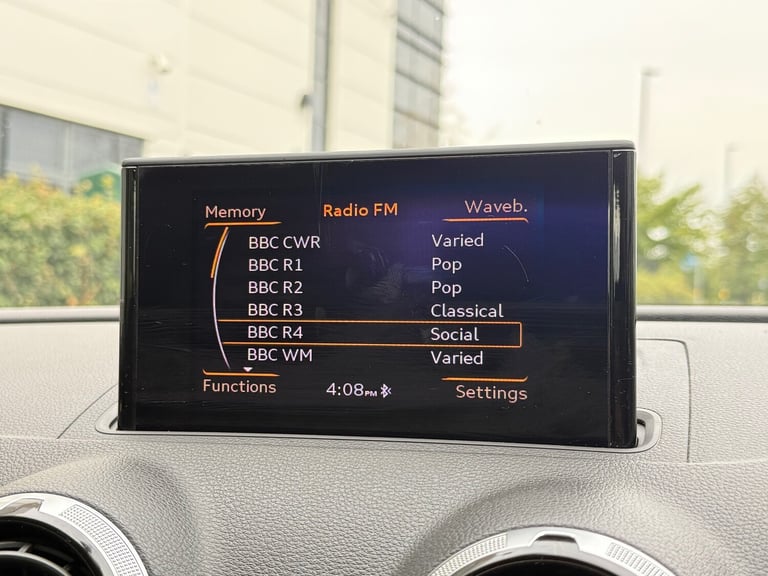 Memory Radio FM Waveb.
BBC CWR Varied
BBC R1 Pop
BBC R2 Pop
BBC R3 Classical
BBC R4 Social
BBC WM Varied
Functions 4:08PM Settings